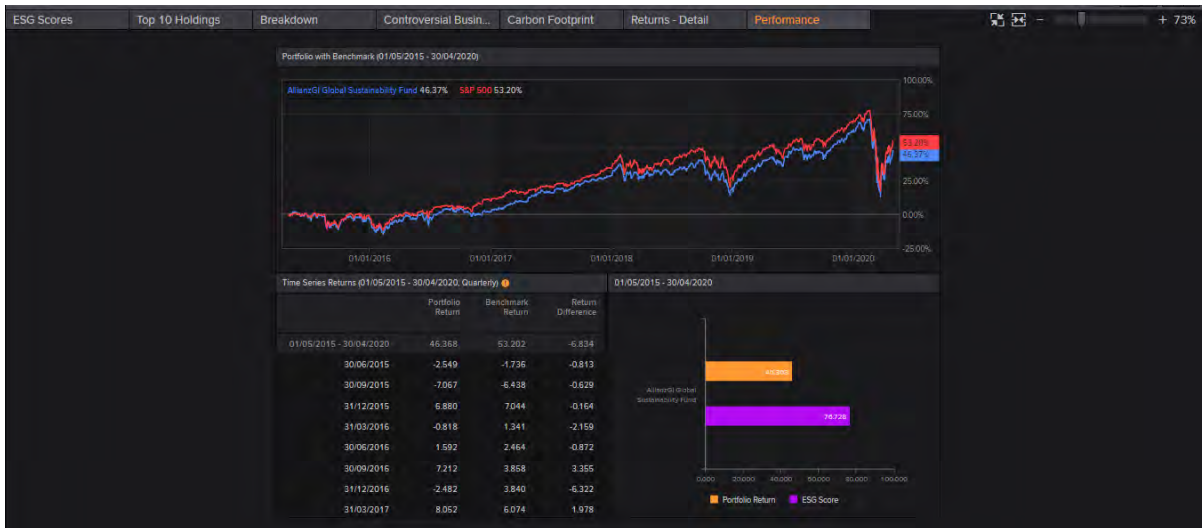 ESG Scores Top 10 Holdings Breakdown Controversial Busin... Carbon Footprint Returns - Detail Performance - + 73%
Portfolio with Benchmark (01/05/2015 - 30/04/2020)
AllianzGI Global Sustainability Fund 46.37% S&P 500 53.20%
100.00%
75.00%
53.20%
46.37%
25.00%
0.00%
-25.00%
01/01/2016 01/01/2017 01/01/2018 01/01/2019 01/01/2020
Time Series Returns (01/05/2015 - 30/04/2020, Quarterly)
Portfolio Return Benchmark Return Return Difference
01/05/2015 - 30/04/2020 46.368 53.202 -6.834
30/06/2015 -2.549 -1.736 -0.813
30/09/2015 -7.067 -6.438 -0.629
31/12/2015 6.880 7.044 -0.164
31/03/2016 -0.818 1.341 -2.159
30/06/2016 1.592 2.464 -0.872
30/09/2016 7.212 3.858 3.355
31/12/2016 -2.482 3.840 -6.322
31/03/2017 8.052 6.074 1.978
01/05/2015 - 30/04/2020
AllianzGI Global
Sustainability Fund
76.728
0.000 20.000 40.000 60.000 80.000 100.000
Portfolio Return ESG Score